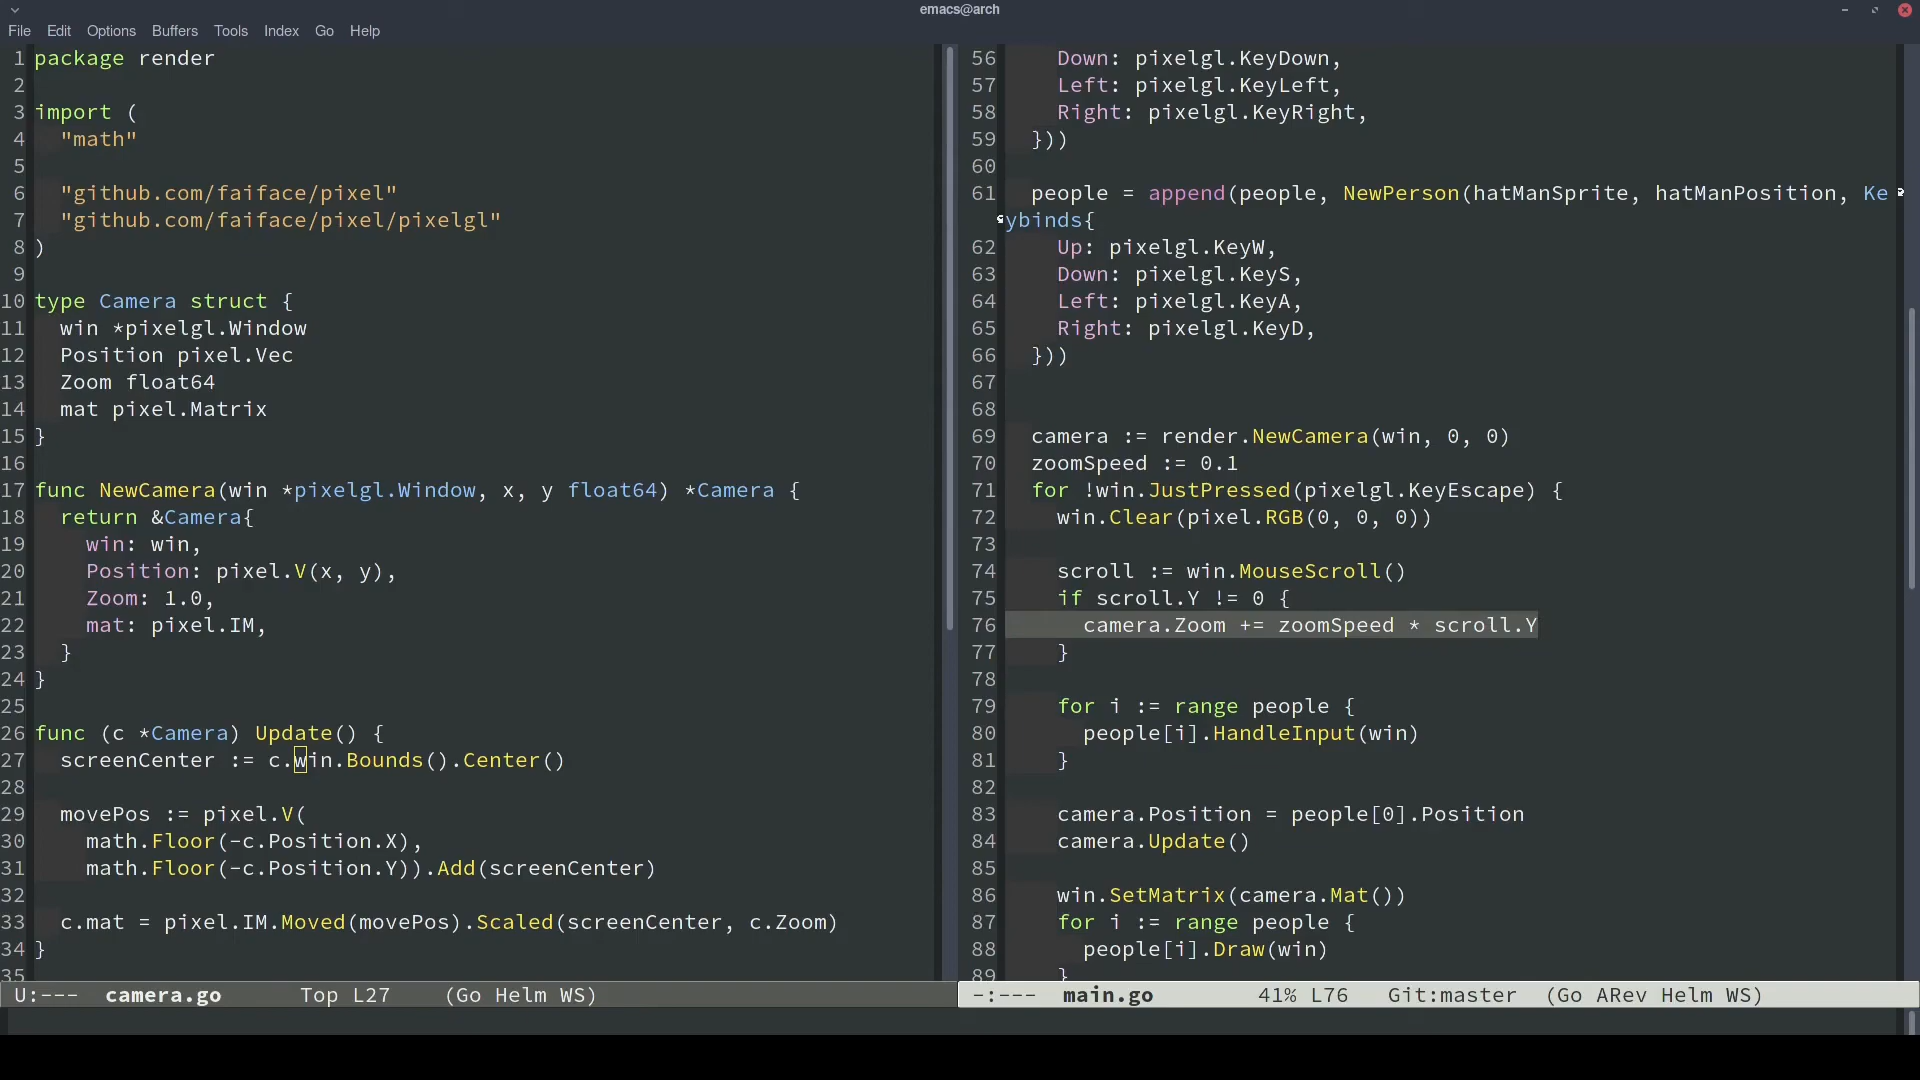 emacs@arch
File Edit Options Buffers Tools Index Go Help
1 package render
2
3 import (
4   "math"
5
6   "github.com/faiface/pixel"
7   "github.com/faiface/pixel/pixelgl"
8 )
9
10 type Camera struct {
11   win *pixelgl.Window
12   Position pixel.Vec
13   Zoom float64
14   mat pixel.Matrix
15 }
16
17 func NewCamera(win *pixelgl.Window, x, y float64) *Camera {
18   return &Camera{
19     win: win,
20     Position: pixel.V(x, y),
21     Zoom: 1.0,
22     mat: pixel.IM,
23   }
24 }
25
26 func (c *Camera) Update() {
27   screenCenter := c.win.Bounds().Center()
28
29   movePos := pixel.V(
30     math.Floor(-c.Position.X),
31     math.Floor(-c.Position.Y)).Add(screenCenter)
32
33   c.mat = pixel.IM.Moved(movePos).Scaled(screenCenter, c.Zoom)
34 }
35
U:--- camera.go Top L27 (Go Helm WS)
56     Down: pixelgl.KeyDown,
57     Left: pixelgl.KeyLeft,
58     Right: pixelgl.KeyRight,
59   }))
60
61   people = append(people, NewPerson(hatManSprite, hatManPosition, Ke
ybinds{
62     Up: pixelgl.KeyW,
63     Down: pixelgl.KeyS,
64     Left: pixelgl.KeyA,
65     Right: pixelgl.KeyD,
66   }))
67
68
69   camera := render.NewCamera(win, 0, 0)
70   zoomSpeed := 0.1
71   for !win.JustPressed(pixelgl.KeyEscape) {
72     win.Clear(pixel.RGB(0, 0, 0))
73
74     scroll := win.MouseScroll()
75     if scroll.Y != 0 {
76       camera.Zoom += zoomSpeed * scroll.Y
77     }
78
79     for i := range people {
80       people[i].HandleInput(win)
81     }
82
83     camera.Position = people[0].Position
84     camera.Update()
85
86     win.SetMatrix(camera.Mat())
87     for i := range people {
88       people[i].Draw(win)
89     }
-:--- main.go 41% L76 Git:master (Go ARev Helm WS)